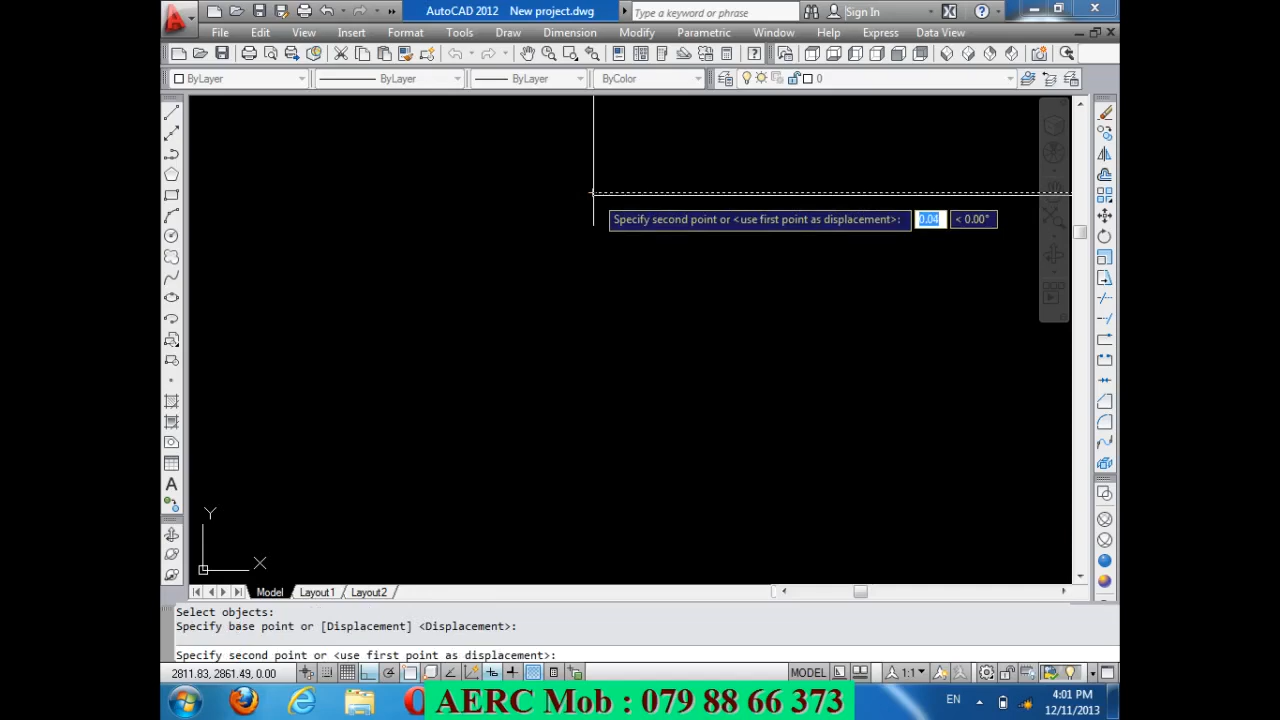 AutoCAD 2012 New project.dwg
Type a keyword or phrase
Sign In
File Edit View Insert Format Tools Draw Dimension Modify Parametric Window Help Express Data View
ByLayer ByLayer ByLayer ByColor 0
Specify second point or <use first point as displacement>: 0.04 < 0.00°
Y
X
Model Layout1 Layout2
Select objects:
Specify base point or [Displacement] <Displacement>:
Specify second point or <use first point as displacement>:
2811.83, 2861.49, 0.00 MODEL 1:1
AERC Mob : 079 88 66 373
EN
4:01 PM
12/11/2013